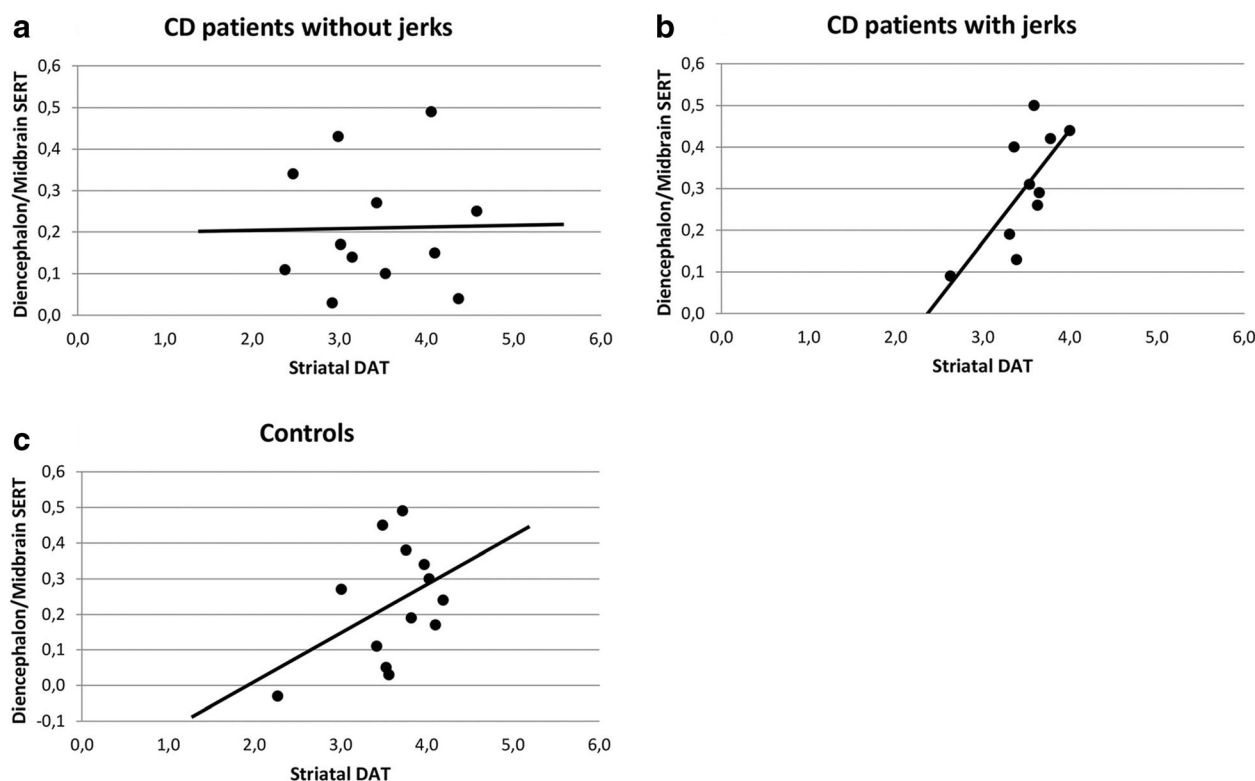 a
CD patients without jerks
Diencephalon/Midbrain SERT
0,6
0,5
0,4
0,3
0,2
0,1
0,0
0,0 1,0 2,0 3,0 4,0 5,0 6,0
Striatal DAT
b
CD patients with jerks
Diencephalon/Midbrain SERT
0,6
0,5
0,4
0,3
0,2
0,1
0,0
0,0 1,0 2,0 3,0 4,0 5,0 6,0
Striatal DAT
c
Controls
Diencephalon/Midbrain SERT
0,6
0,5
0,4
0,3
0,2
0,1
0,0
-0,1
0,0 1,0 2,0 3,0 4,0 5,0 6,0
Striatal DAT